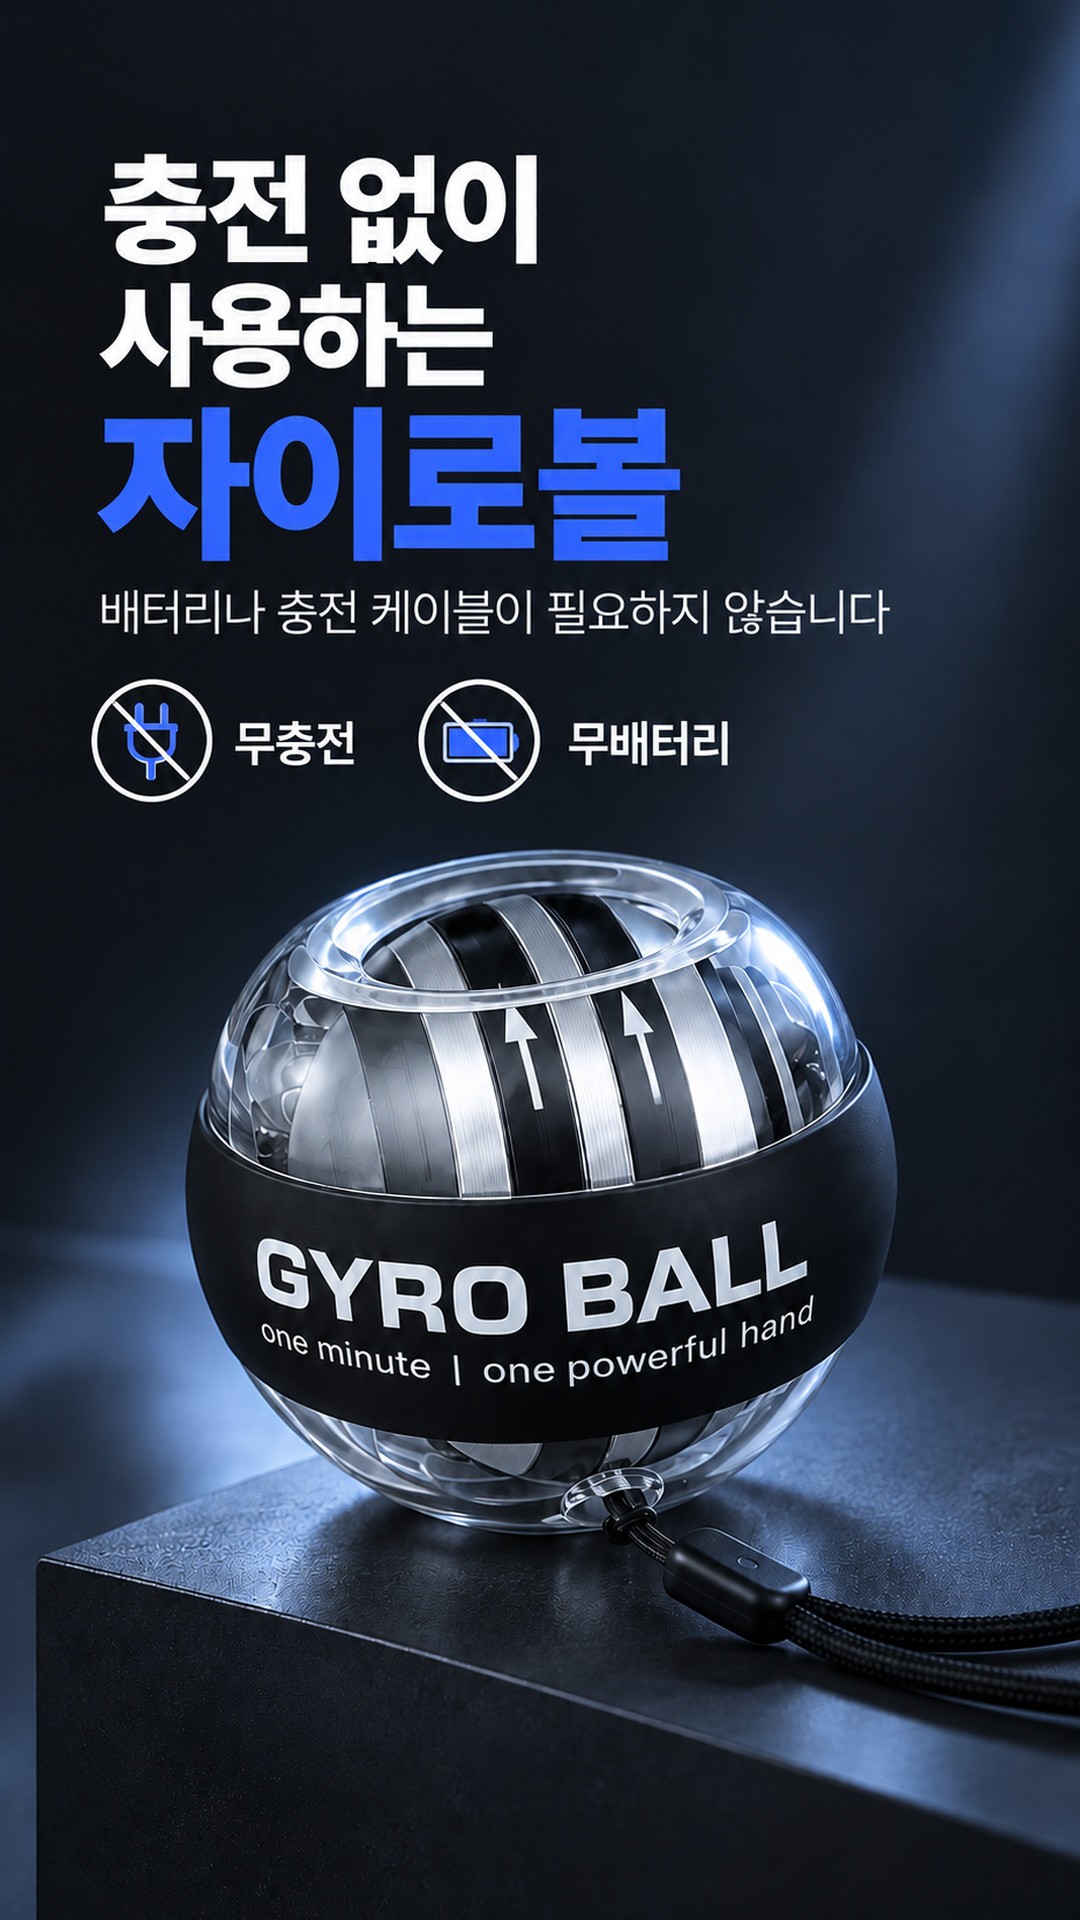 충전 없이
사용하는
자이로볼
배터리나 충전 케이블이 필요하지 않습니다
무충전 무배터리
GYRO BALL
one minute | one powerful hand